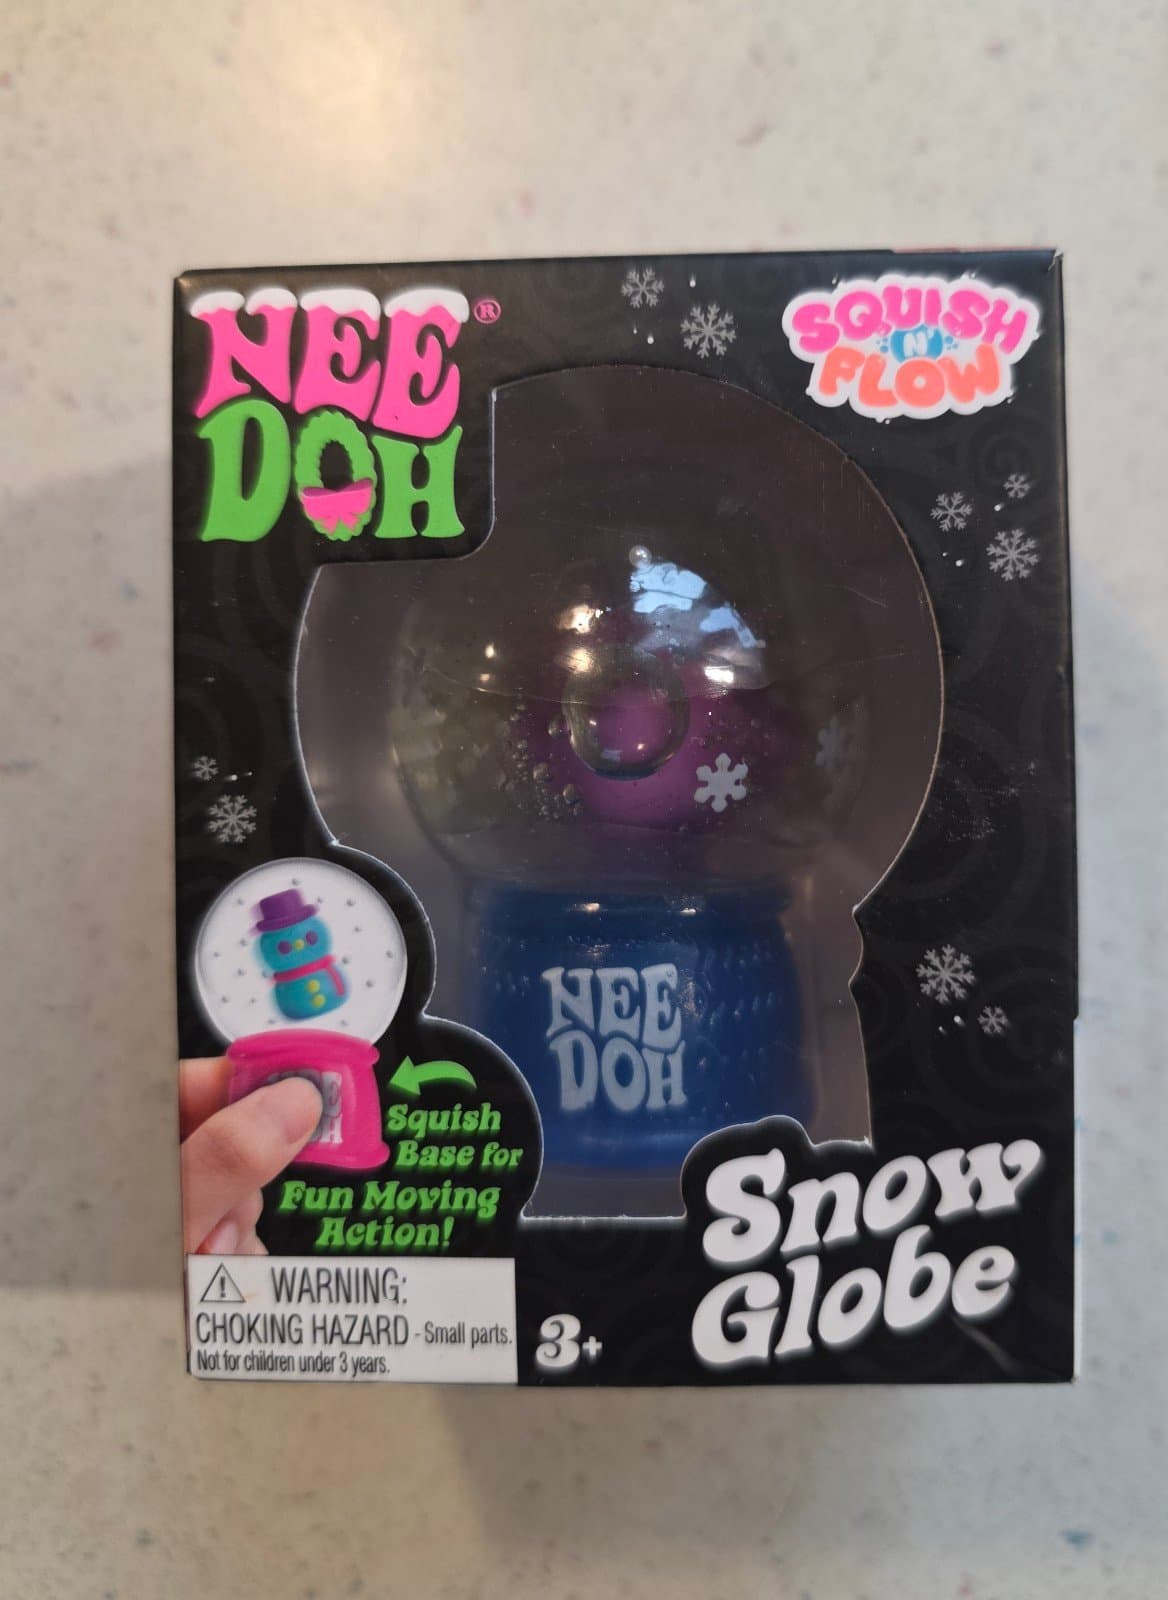 NEE
DOH®
SQUISH
N'
FLOW
NEE
DOH
Squish
Base for
Fun Moving
Action!
Snow
Globe
WARNING:
CHOKING HAZARD - Small parts.
Not for children under 3 years.
3+